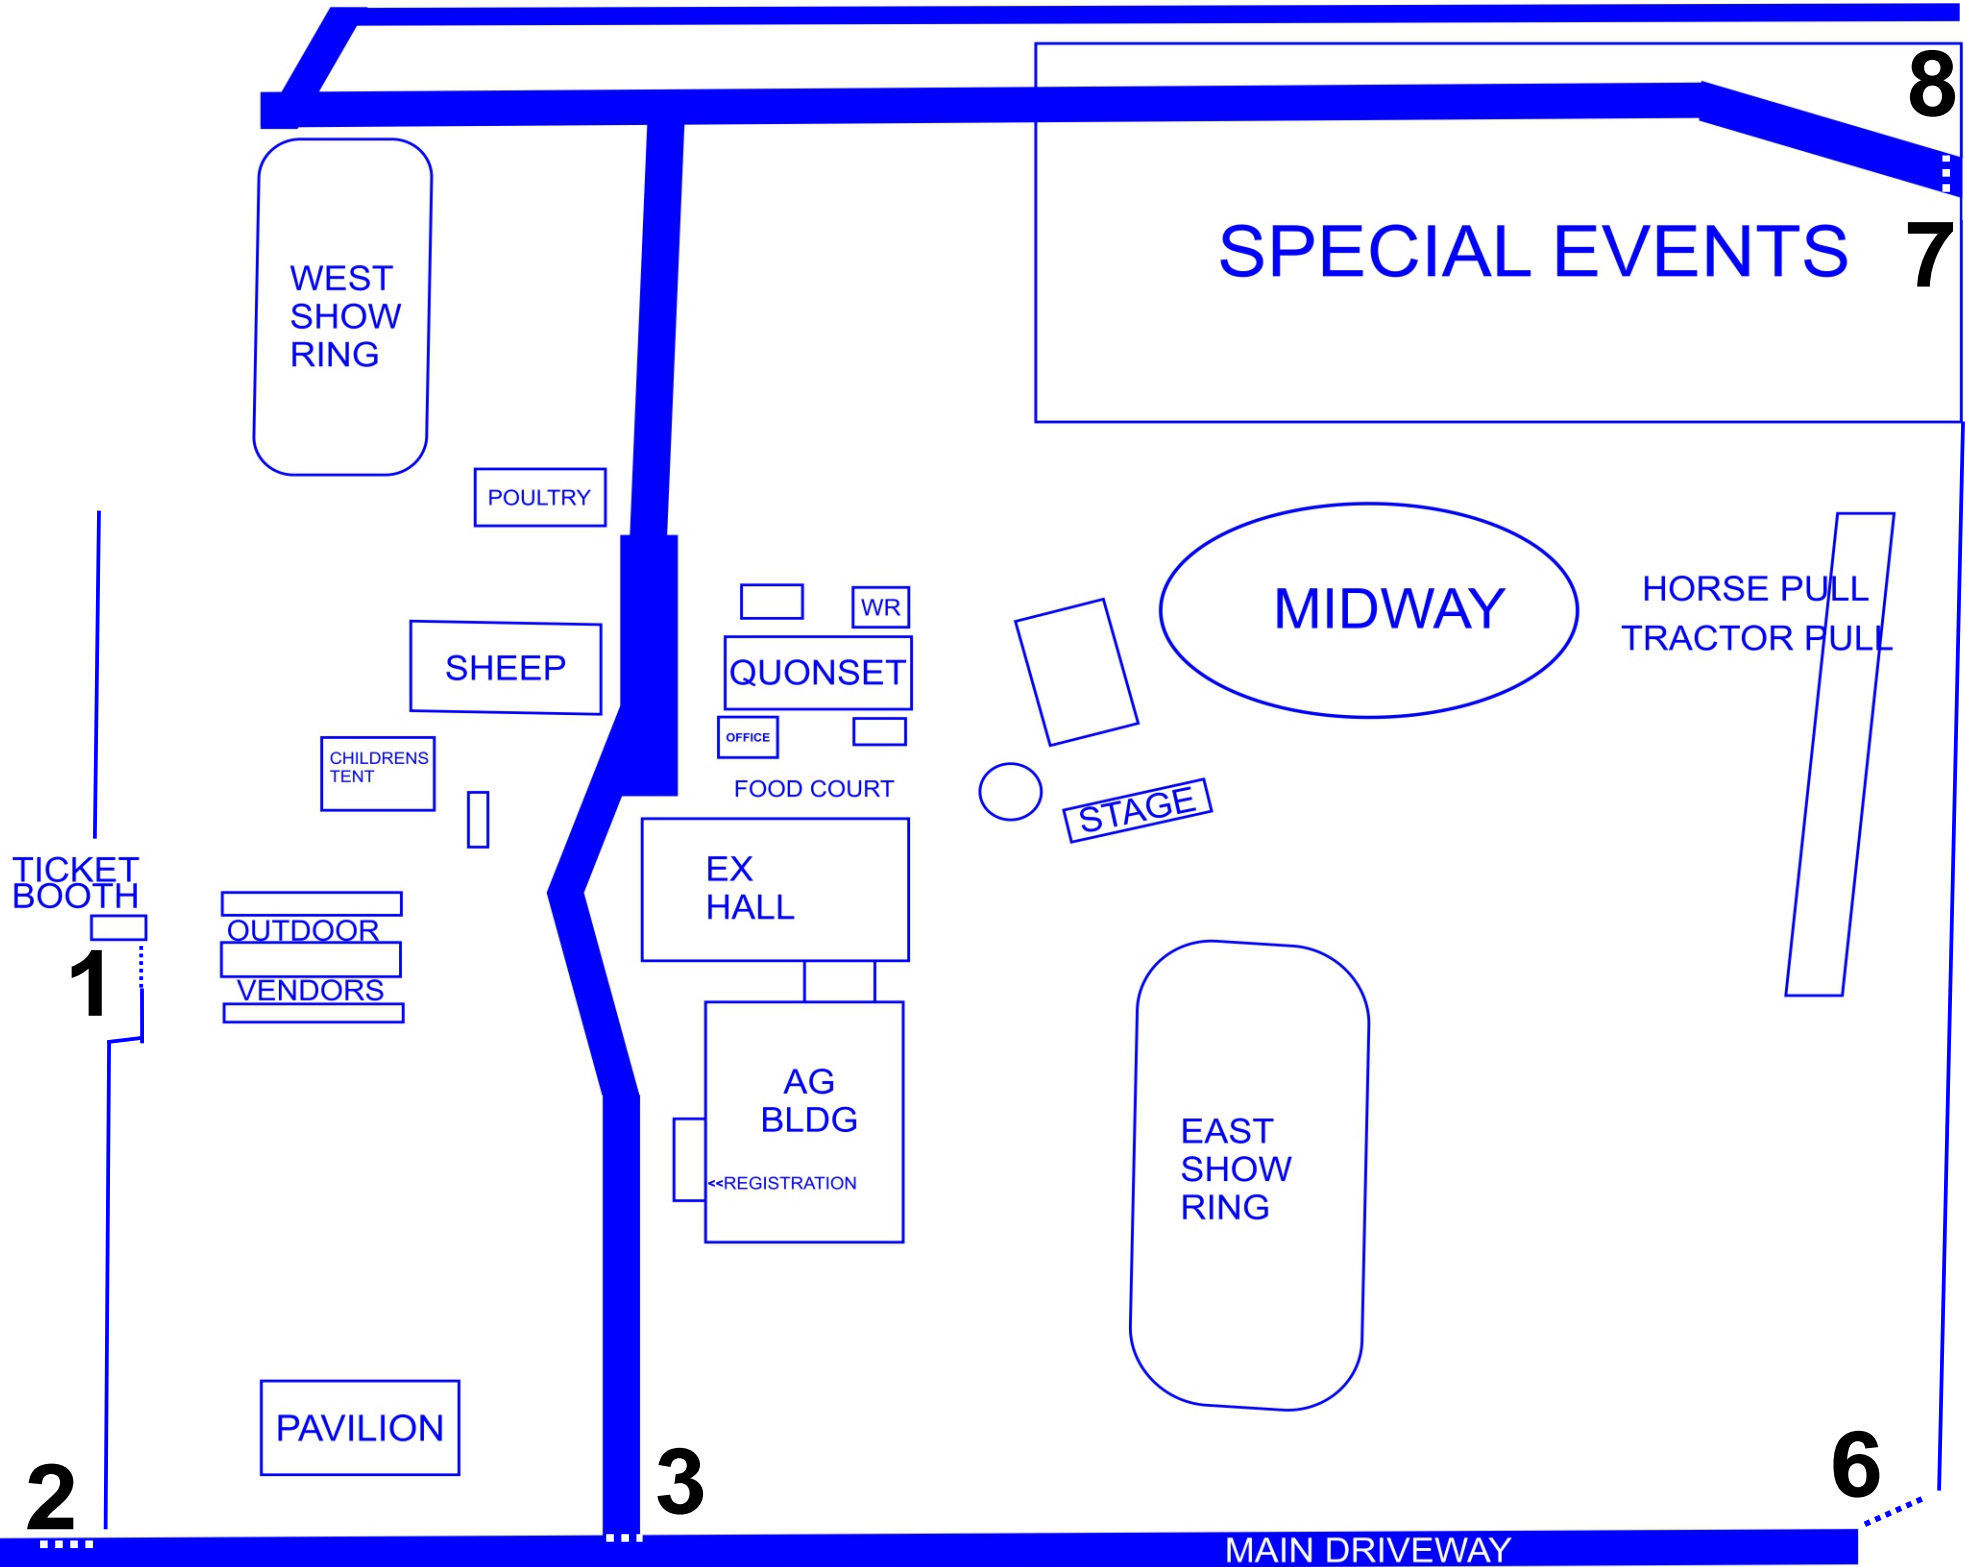 8
SPECIAL EVENTS
7
WEST
SHOW
RING
POULTRY
MIDWAY
HORSE PULL
TRACTOR PULL
WR
QUONSET
SHEEP
OFFICE
CHILDRENS
TENT
FOOD COURT
STAGE
EX
HALL
TICKET
BOOTH
1
OUTDOOR
VENDORS
AG
BLDG
<<REGISTRATION
EAST
SHOW
RING
PAVILION
2
3
6
MAIN DRIVEWAY